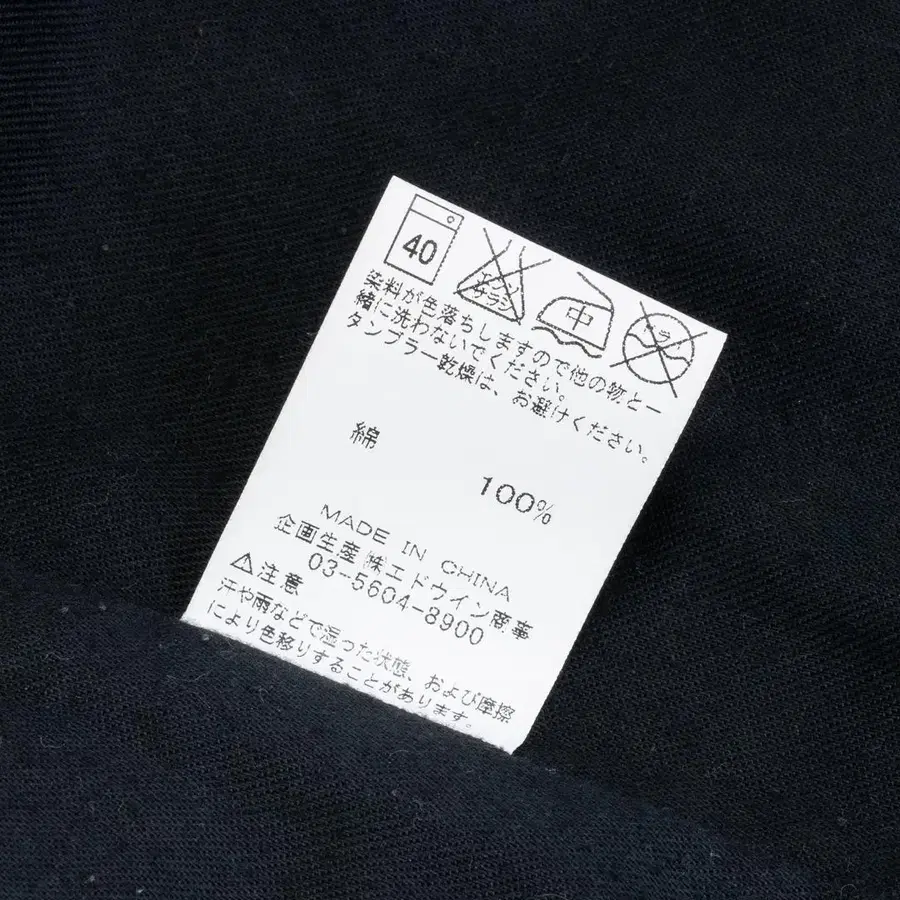 40
エンソ
サラシ
中
ドライ
染料が色落ちしますので他の物と一
緒に洗わないでください。
タンブラー乾燥は、お避けください。
綿
100%
MADE IN CHINA
企画生産㈱エドウイン商事
03-5604-8900
⚠注意
汗や雨などで湿った状態、および摩擦
により色移りすることがあります。